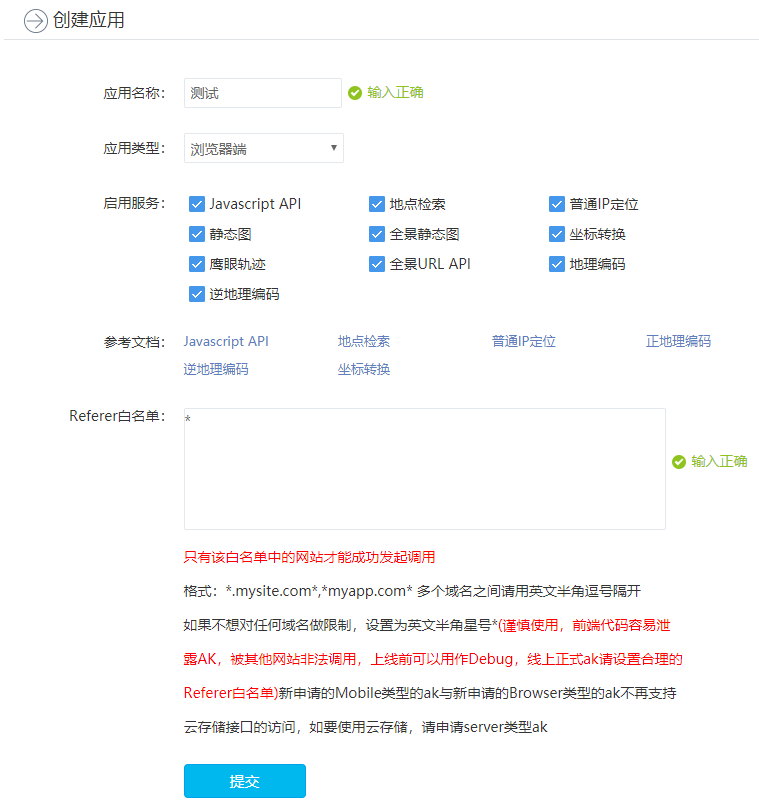 创建应用
应用名称： 测试 输入正确
应用类型： 浏览器端
启用服务： Javascript API 地点检索 普通IP定位
静态图 全景静态图 坐标转换
鹰眼轨迹 全景URL API 地理编码
逆地理编码
参考文档： Javascript API 地点检索 普通IP定位 正地理编码
逆地理编码 坐标转换
Referer白名单： *
输入正确
只有该白名单中的网站才能成功发起调用
格式：*.mysite.com*,*myapp.com* 多个域名之间请用英文半角逗号隔开
如果不想对任何域名做限制，设置为英文半角星号*(谨慎使用，前端代码容易泄
露AK，被其他网站非法调用，上线前可以用作Debug，线上正式ak请设置合理的
Referer白名单)新申请的Mobile类型的ak与新申请的Browser类型的ak不再支持
云存储接口的访问，如要使用云存储，请申请server类型ak
提交